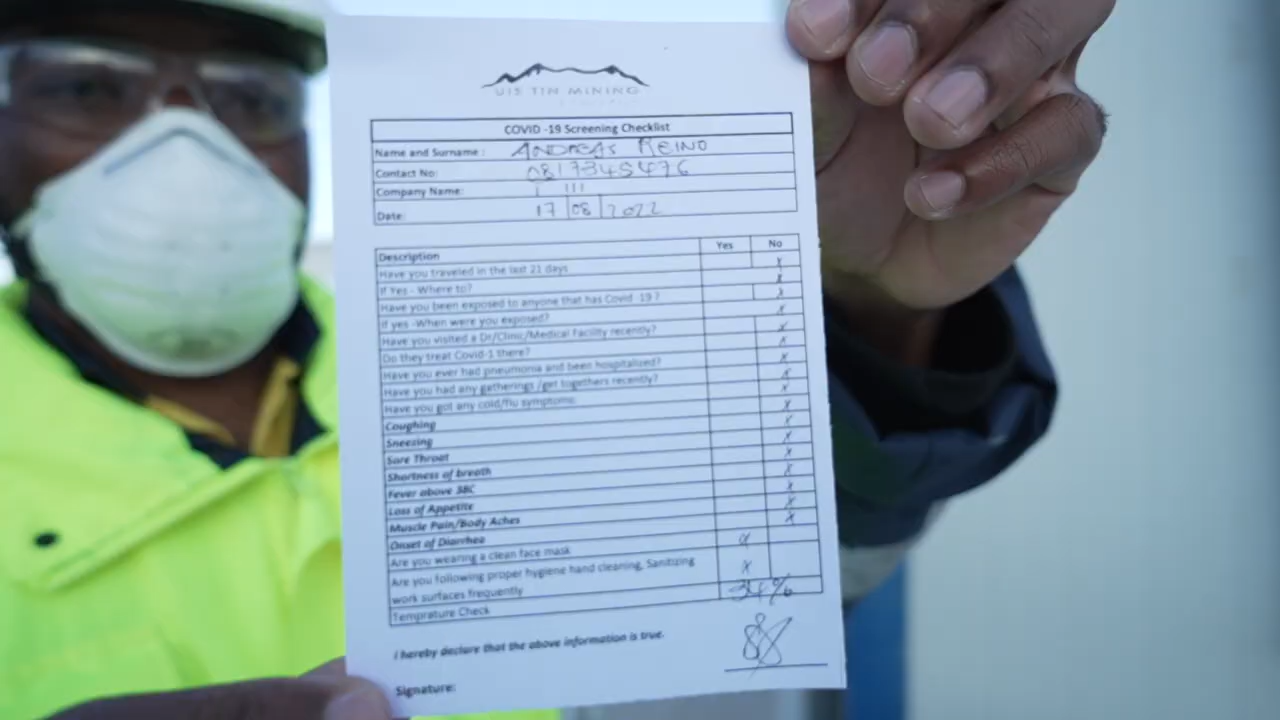 UIS TIN MINING
COVID -19 Screening Checklist
Name and Surname : ANDREAS REINO
Contact No: 0817345476
Company Name:
Date: 17 08 2022
Description Yes No
Have you traveled in the last 21 days X
If Yes - Where to? X
Have you been exposed to anyone that has Covid -19 ? X
If yes -When were you exposed? X
Have you visited a Dr/Clinic/Medical Facility recently? X
Do they treat Covid-1 there? X
Have you ever had pneumonia and been hospitalized? X
Have you had any gatherings /get togethers recently? X
Have you got any cold/flu symptoms: X
Coughing X
Sneezing X
Sore Throat X
Shortness of breath X
Fever above 38C X
Loss of Appetite X
Muscle Pain/Body Aches X
Onset of Diarrhea X
Are you wearing a clean face mask
Are you following proper hygiene hand cleaning, Sanitizing X
work surfaces frequently
Temprature Check 34%
I hereby declare that the above information is true.
Signature: